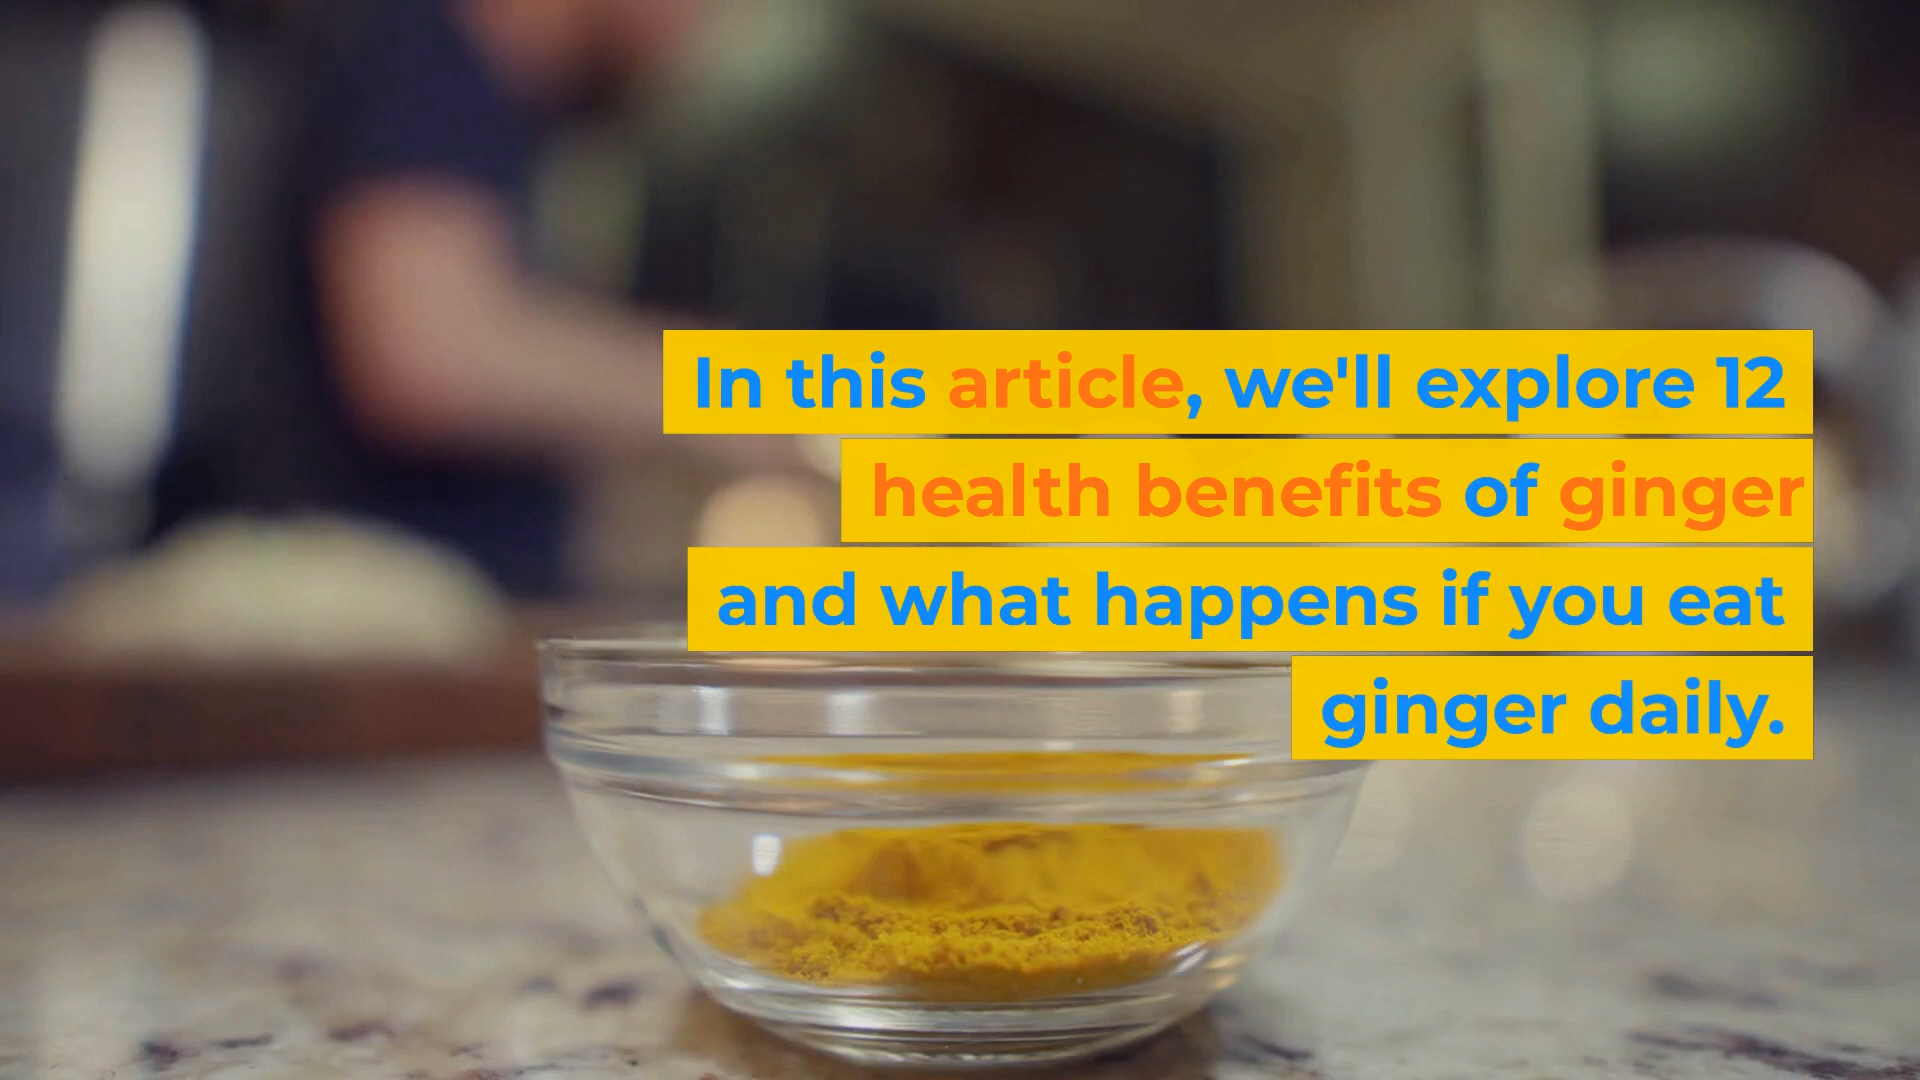 In this article, we'll explore 12
health benefits of ginger
and what happens if you eat
ginger daily.